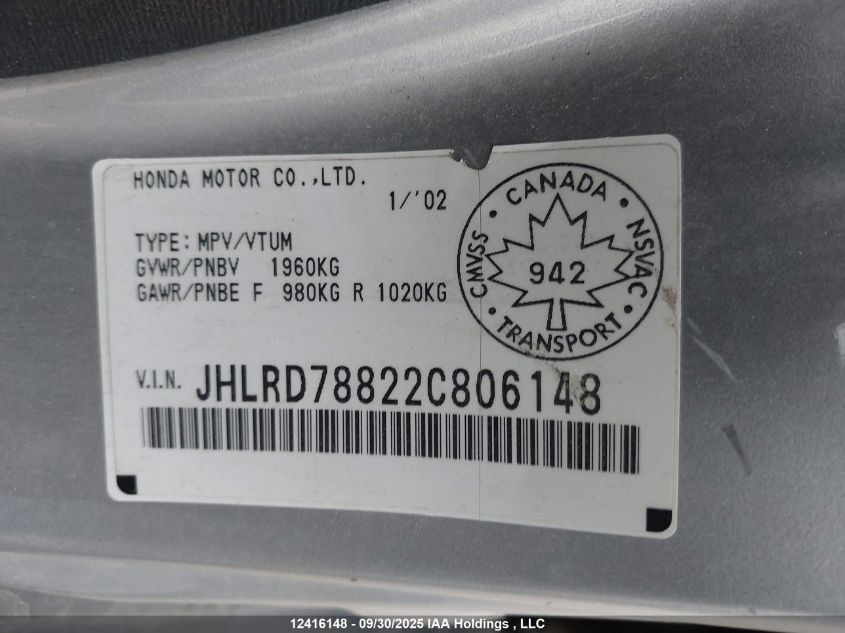 HONDA MOTOR CO.,LTD.
1/'02
TYPE: MPV/VTUM
GVWR/PNBV 1960KG
GAWR/PNBE F 980KG R 1020KG
CANADA
CMVSS
NSVAC
942
TRANSPORT
V.I.N. JHLRD78822C806148
12416148 - 09/30/2025 IAA Holdings , LLC